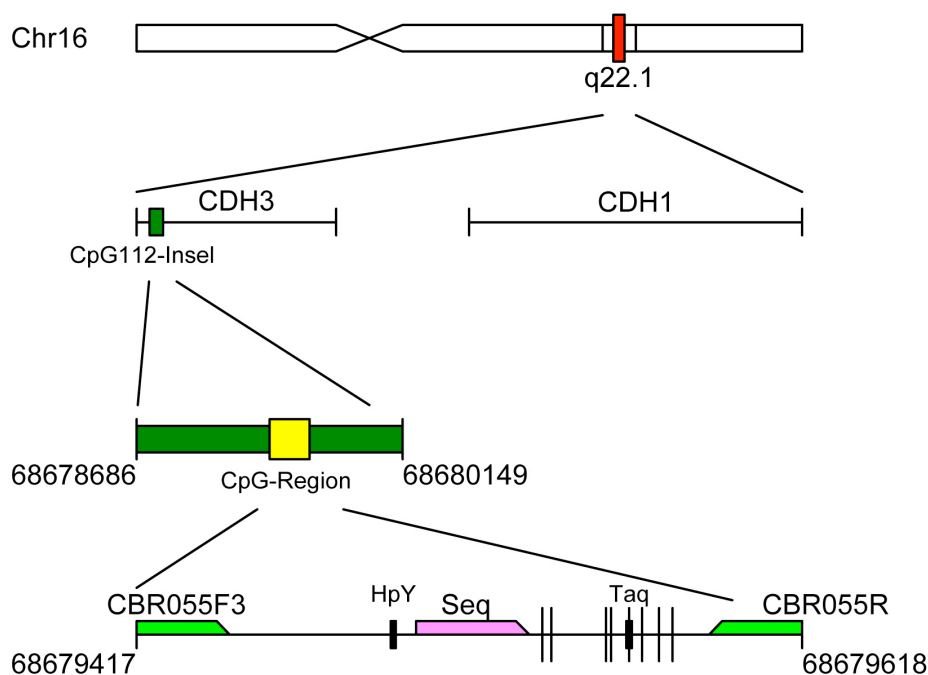 Chr16
q22.1
CDH3
CDH1
CpG112-Insel
68678686
CpG-Region
68680149
HpY
Taq
CBR055F3
Seq
CBR055R
68679417
68679618